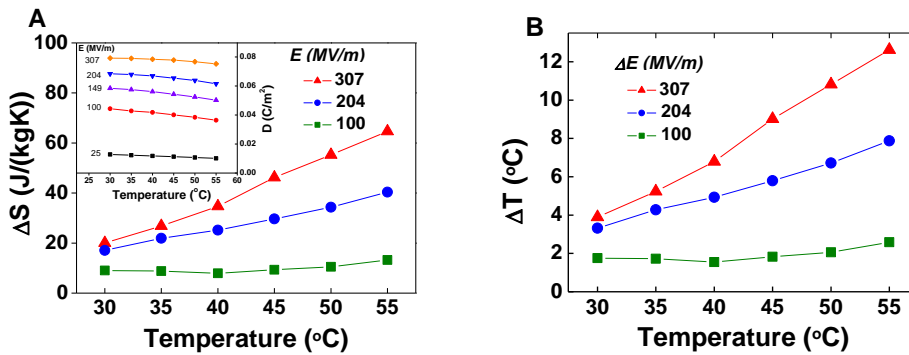 A
100
80
60
40
20
0
ΔS (J/(kgK))
30 35 40 45 50 55
Temperature (ºC)
E (MV/m)
307
204
100
E (MV/m)
307
204
149
100
25
0.08
0.06
0.04
0.02
0.00
D (C/m²)
25 30 35 40 45 50 55 60
Temperature (°C)
B
12
10
8
6
4
2
0
ΔT (ºC)
30 35 40 45 50 55
Temperature (ºC)
ΔE (MV/m)
307
204
100